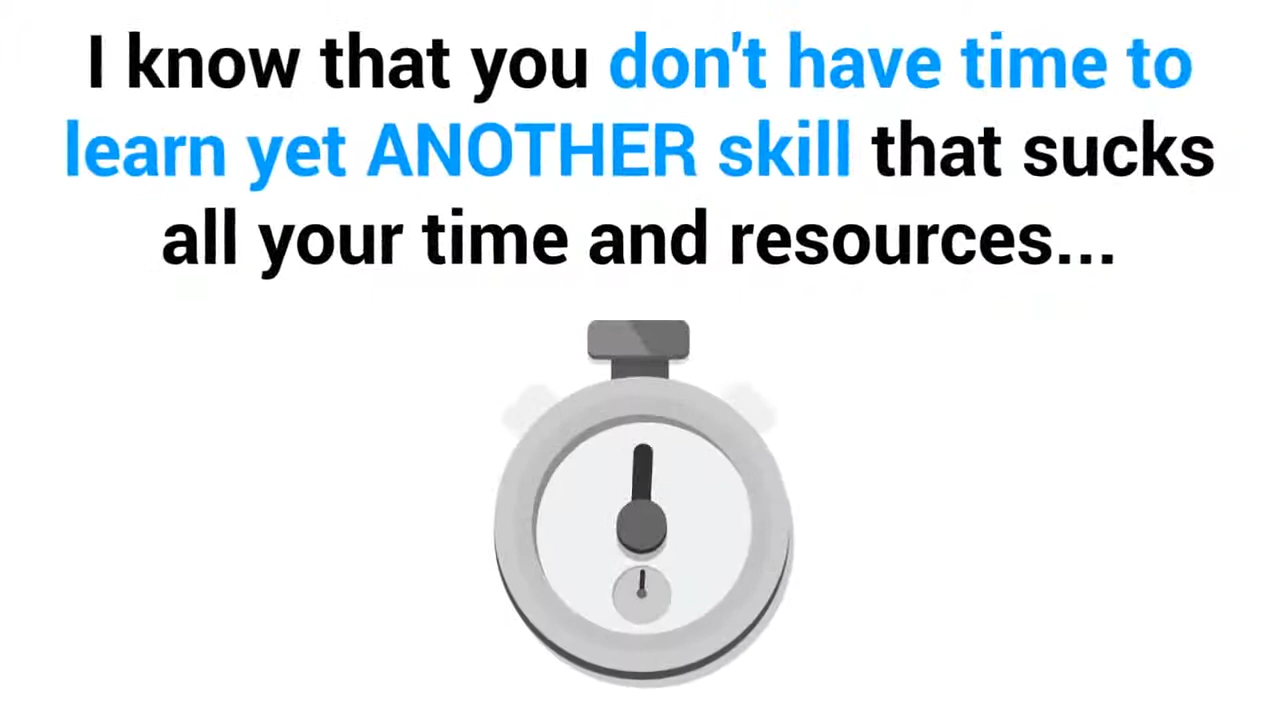 I know that you don't have time to
learn yet ANOTHER skill that sucks
all your time and resources...